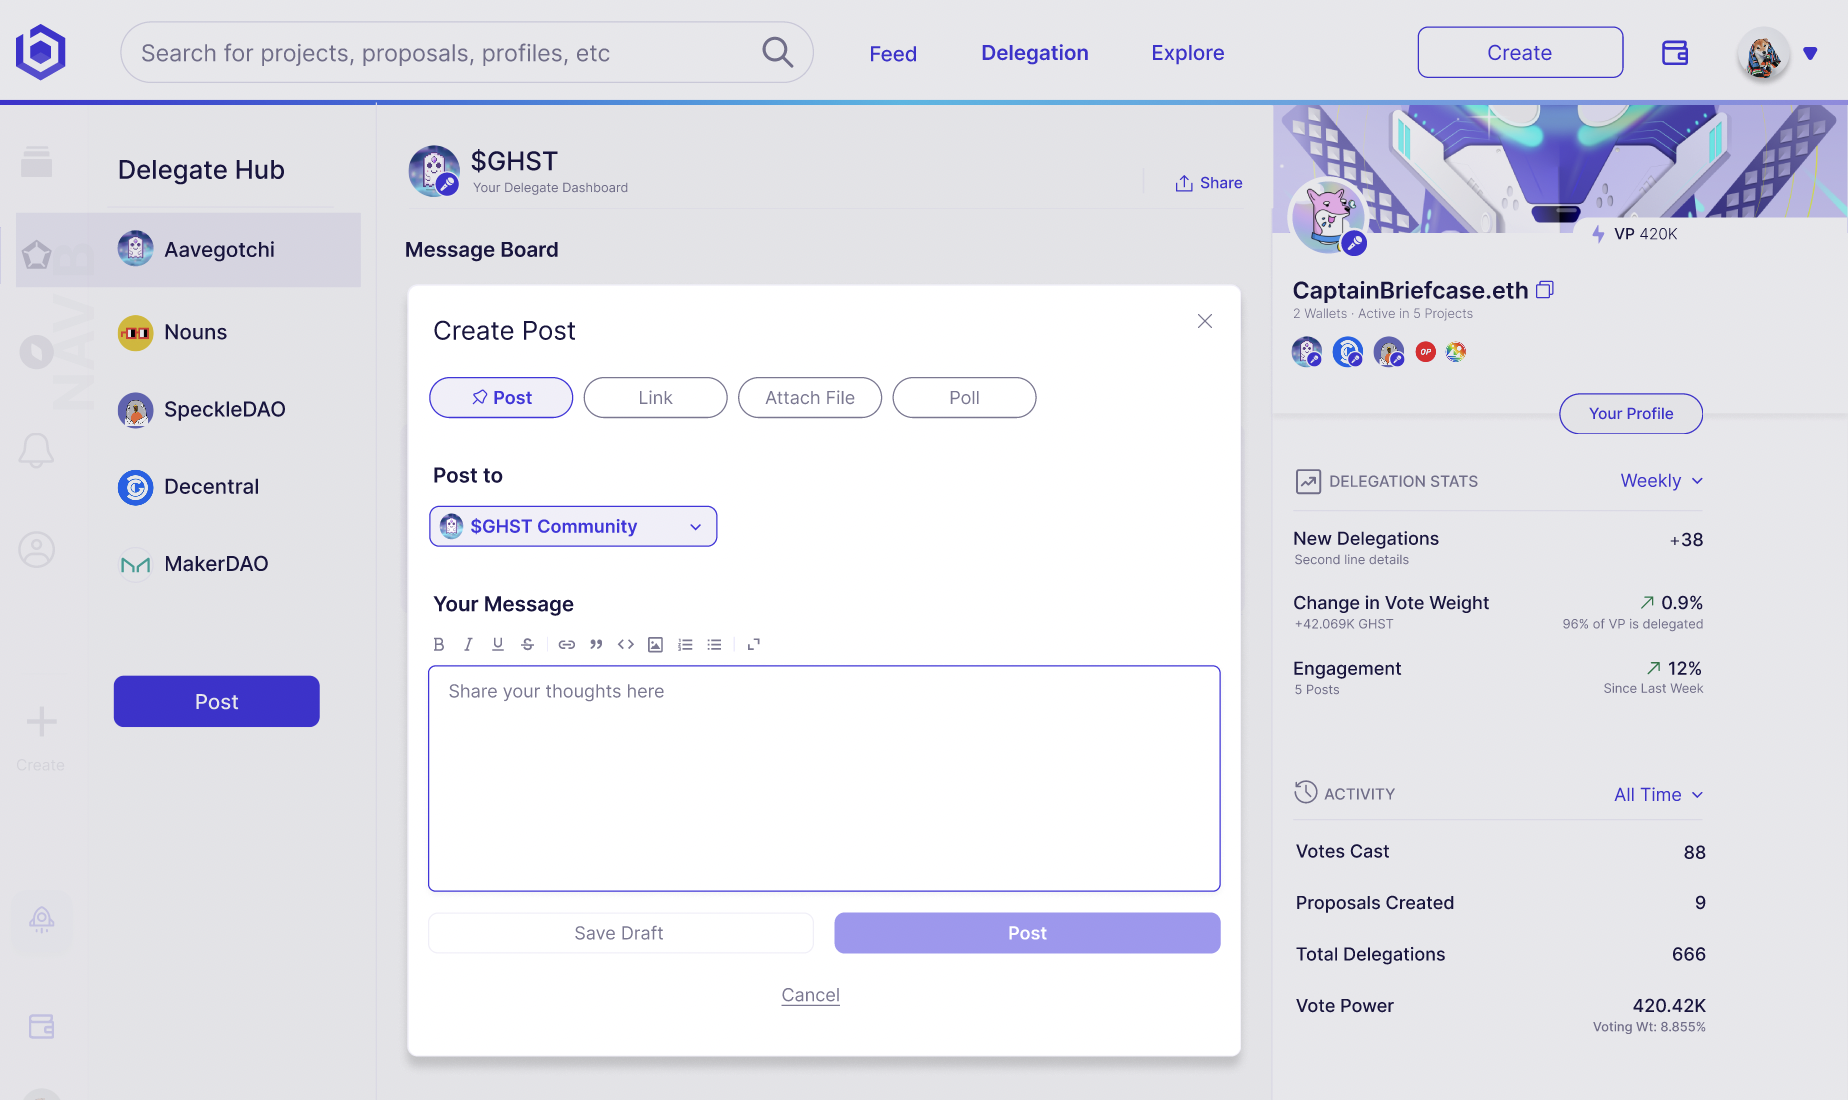 Search for projects, proposals, profiles, etc
Feed
Delegation
Explore
Create
Delegate Hub
Aavegotchi
Nouns
SpeckleDAO
Decentral
MakerDAO
Post
NAV B
Create
$GHST
Your Delegate Dashboard
Share
Message Board
Create Post
Post
Link
Attach File
Poll
Post to
$GHST Community
Your Message
B I U S
Share your thoughts here
Save Draft
Post
Cancel
VP 420K
CaptainBriefcase.eth
2 Wallets · Active in 5 Projects
OP
Your Profile
DELEGATION STATS
Weekly
New Delegations
+38
Second line details
Change in Vote Weight
0.9%
+42.069K GHST
96% of VP is delegated
Engagement
12%
5 Posts
Since Last Week
ACTIVITY
All Time
Votes Cast
88
Proposals Created
9
Total Delegations
666
Vote Power
420.42K
Voting Wt: 8.855%